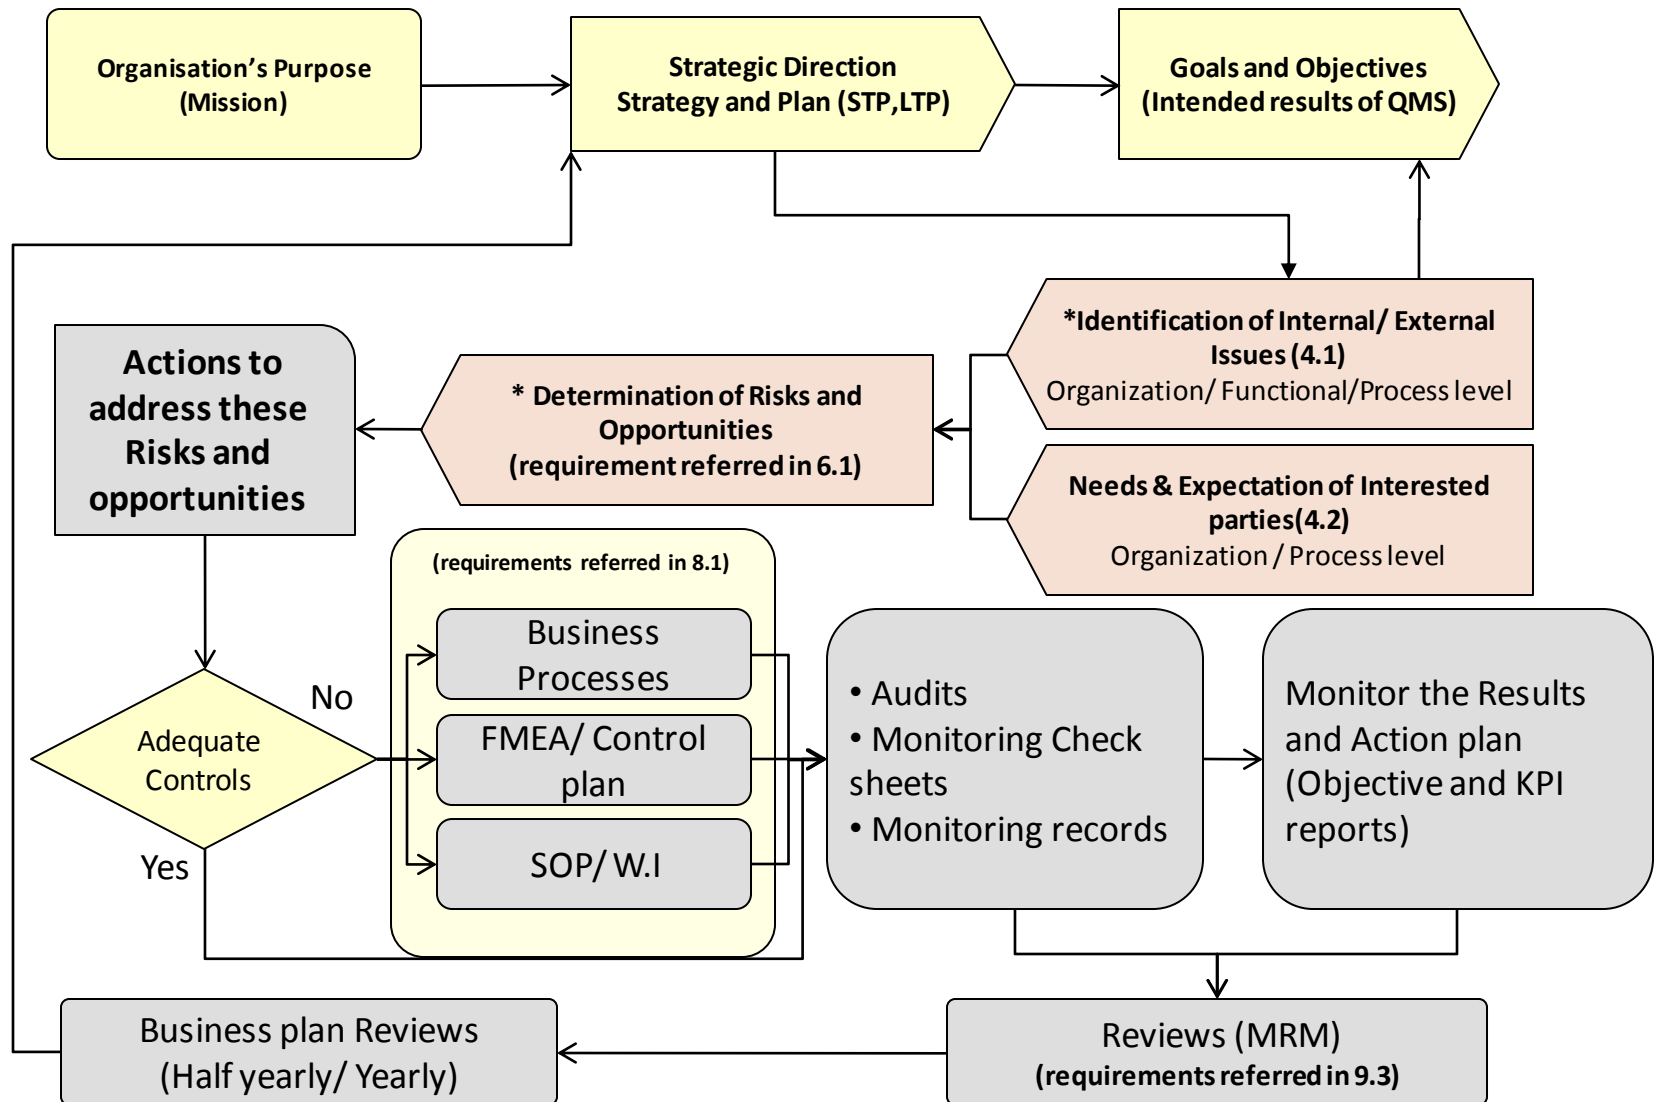 Organisation's Purpose
(Mission)
Strategic Direction
Strategy and Plan (STP,LTP)
Goals and Objectives
(Intended results of QMS)
*Identification of Internal/ External
Issues (4.1)
Organization/ Functional/Process level
Actions to
address these
Risks and
opportunities
* Determination of Risks and
Opportunities
(requirement referred in 6.1)
Needs & Expectation of Interested
parties(4.2)
Organization / Process level
(requirements referred in 8.1)
Business
Processes
FMEA/ Control
plan
SOP/ W.I
No
Adequate
Controls
Yes
• Audits
• Monitoring Check
sheets
• Monitoring records
Monitor the Results
and Action plan
(Objective and KPI
reports)
Business plan Reviews
(Half yearly/ Yearly)
Reviews (MRM)
(requirements referred in 9.3)